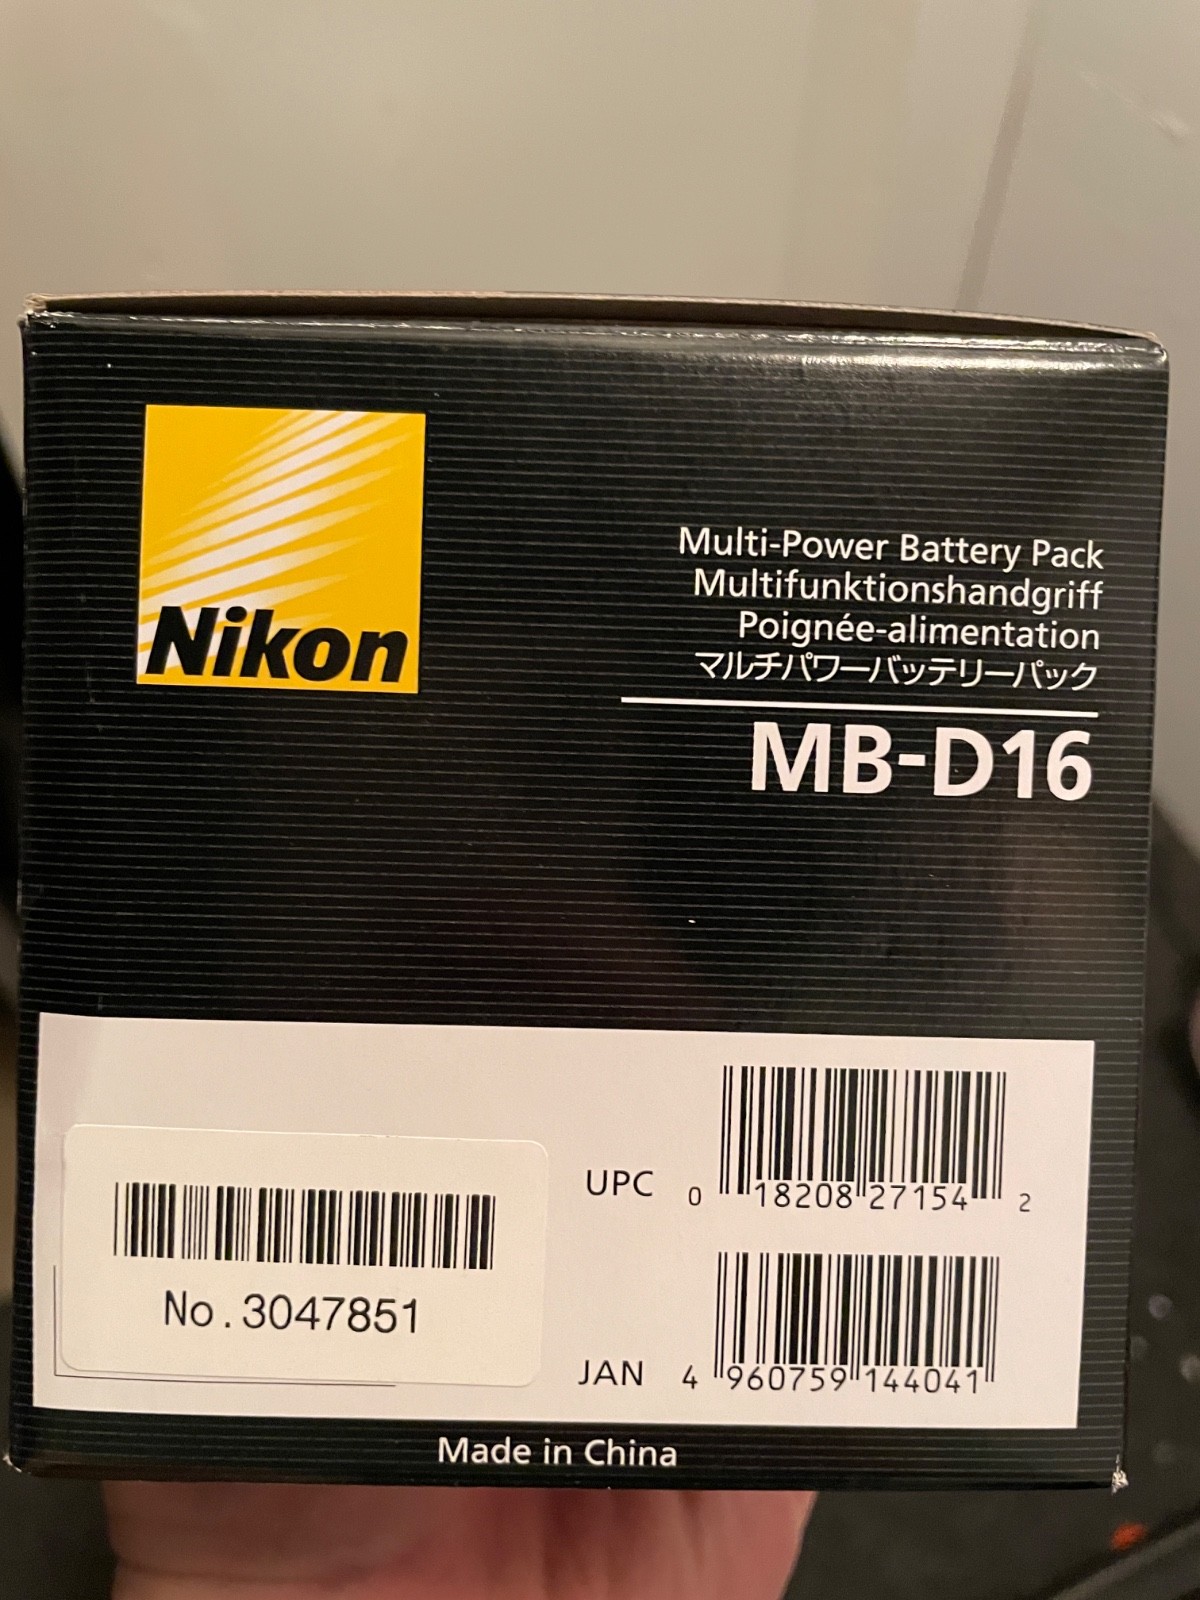 Nikon
Multi-Power Battery Pack
Multifunktionshandgriff
Poignée-alimentation
マルチパワーバッテリーパック
MB-D16
UPC 0 18208 27154 2
No.3047851
JAN 4 960759 144041
Made in China